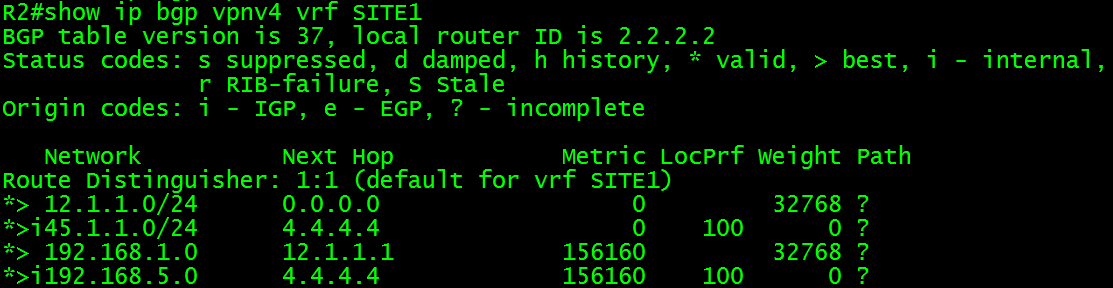 R2#show ip bgp vpnv4 vrf SITE1
BGP table version is 37, local router ID is 2.2.2.2
Status codes: s suppressed, d damped, h history, * valid, > best, i - internal,
              r RIB-failure, S Stale
Origin codes: i - IGP, e - EGP, ? - incomplete

   Network          Next Hop            Metric LocPrf Weight Path
Route Distinguisher: 1:1 (default for vrf SITE1)
*> 12.1.1.0/24      0.0.0.0                  0         32768 ?
*>i45.1.1.0/24      4.4.4.4                  0    100      0 ?
*> 192.168.1.0      12.1.1.1            156160         32768 ?
*>i192.168.5.0      4.4.4.4             156160    100      0 ?